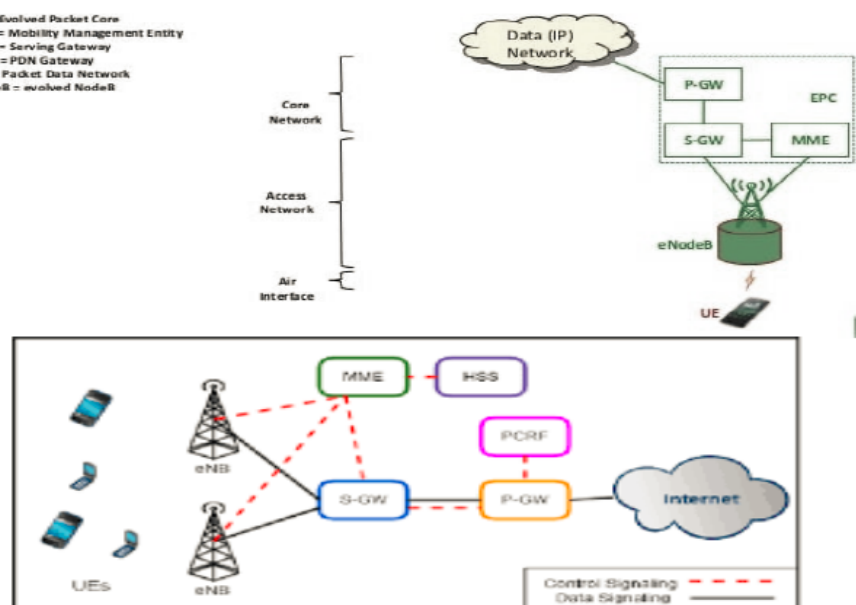 Evolved Packet Core
= Mobility Management Entity
= Serving Gateway
= PDN Gateway
Packet Data Network
B = evolved NodeB
Core
Network
Access
Network
Air
Interface
Data (IP)
Network
P-GW
EPC
S-GW
MME
eNodeB
UE
MME
HSS
PCRF
eNB
S-GW
P-GW
Internet
UEs
eNB
Control Signaling
Data Signaling